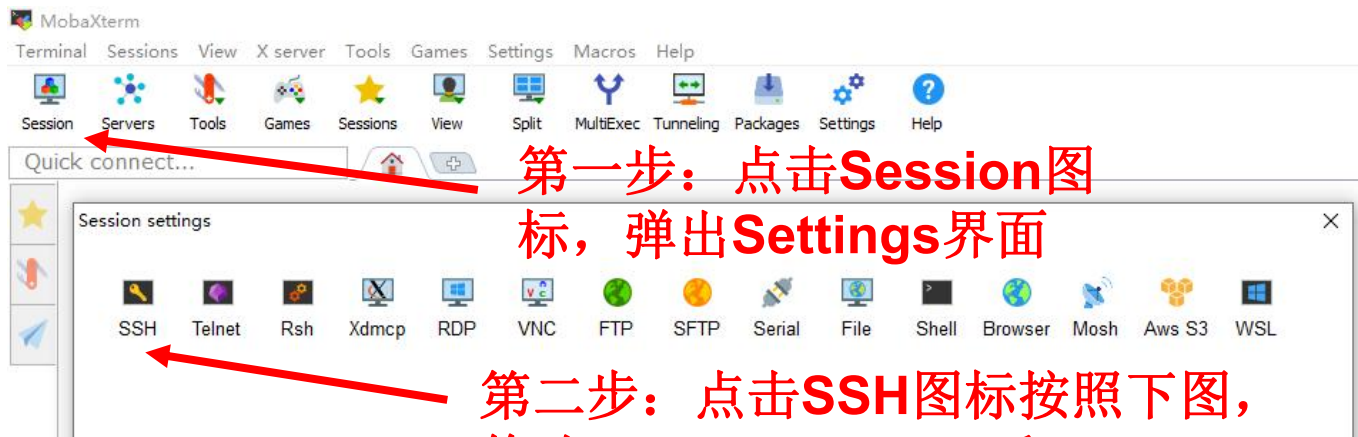 MobaXterm
Terminal Sessions View X server Tools Games Settings Macros Help
Session Servers Tools Games Sessions View Split MultiExec Tunneling Packages Settings Help
Quick connect...
第一步：点击Session图
标，弹出Settings界面
Session settings
SSH Telnet Rsh Xdmcp RDP VNC FTP SFTP Serial File Shell Browser Mosh Aws S3 WSL
第二步：点击SSH图标按照下图，